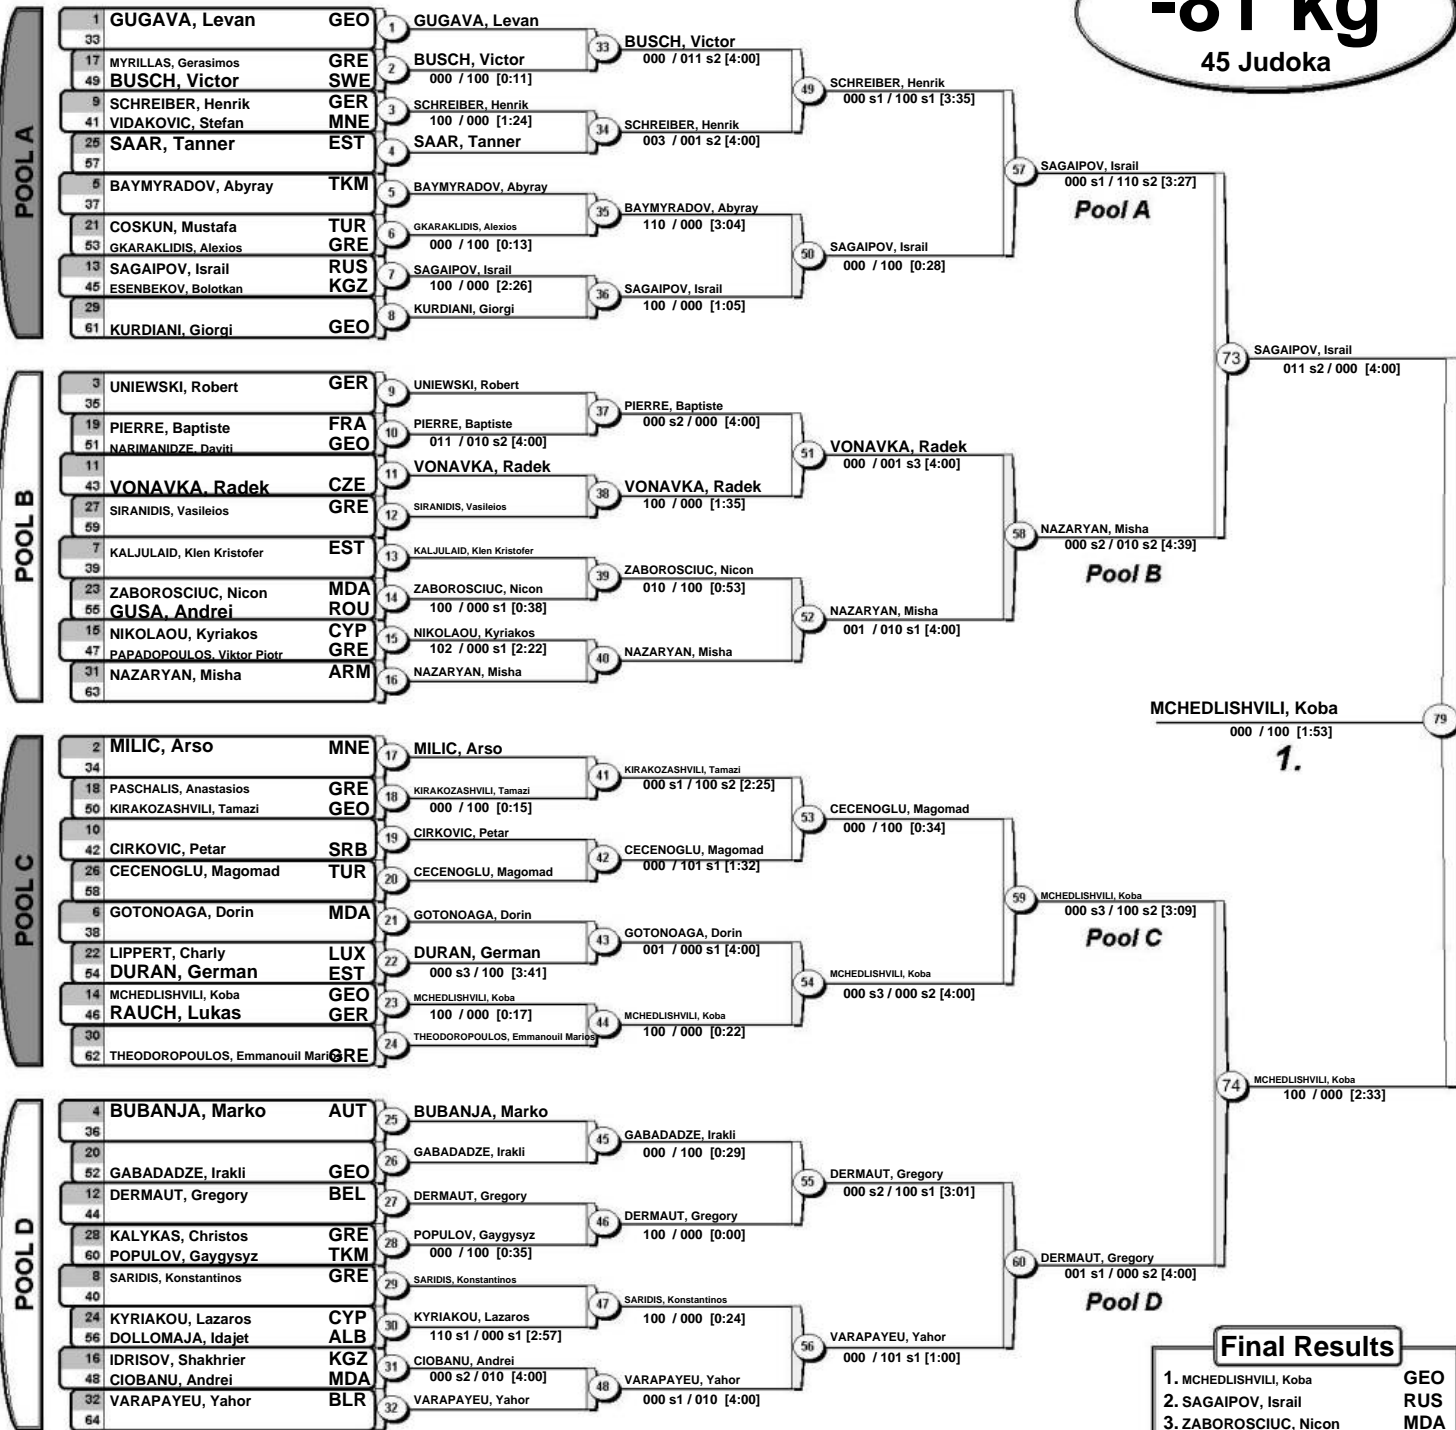 -81 kg
45 Judoka
POOL A
1 GUGAVA, Levan GEO
33
17 MYRILLAS, Gerasimos GRE
49 BUSCH, Victor SWE
9 SCHREIBER, Henrik GER
41 VIDAKOVIC, Stefan MNE
25 SAAR, Tanner EST
57
5 BAYMYRADOV, Abyray TKM
37
21 COSKUN, Mustafa TUR
53 GKARAKLIDIS, Alexios GRE
13 SAGAIPOV, Israil RUS
45 ESENBEKOV, Bolotkan KGZ
29
61 KURDIANI, Giorgi GEO
1 GUGAVA, Levan
2 BUSCH, Victor
000 / 100 [0:11]
3 SCHREIBER, Henrik
100 / 000 [1:24]
4 SAAR, Tanner
5 BAYMYRADOV, Abyray
6 GKARAKLIDIS, Alexios
000 / 100 [0:13]
7 SAGAIPOV, Israil
100 / 000 [2:26]
8 KURDIANI, Giorgi
33 BUSCH, Victor
000 / 011 s2 [4:00]
34 SCHREIBER, Henrik
003 / 001 s2 [4:00]
35 BAYMYRADOV, Abyray
110 / 000 [3:04]
36 SAGAIPOV, Israil
100 / 000 [1:05]
49 SCHREIBER, Henrik
000 s1 / 100 s1 [3:35]
50 SAGAIPOV, Israil
000 / 100 [0:28]
57 SAGAIPOV, Israil
000 s1 / 110 s2 [3:27]
Pool A
POOL B
3 UNIEWSKI, Robert GER
35
19 PIERRE, Baptiste FRA
51 NARIMANIDZE, Daviti GEO
11
43 VONAVKA, Radek CZE
27 SIRANIDIS, Vasileios GRE
59
7 KALJULAID, Klen Kristofer EST
39
23 ZABOROSCIUC, Nicon MDA
55 GUSA, Andrei ROU
15 NIKOLAOU, Kyriakos CYP
47 PAPADOPOULOS, Viktor Piotr GRE
31 NAZARYAN, Misha ARM
63
9 UNIEWSKI, Robert
10 PIERRE, Baptiste
011 / 010 s2 [4:00]
11 VONAVKA, Radek
12 SIRANIDIS, Vasileios
13 KALJULAID, Klen Kristofer
14 ZABOROSCIUC, Nicon
100 / 000 s1 [0:38]
15 NIKOLAOU, Kyriakos
102 / 000 s1 [2:22]
16 NAZARYAN, Misha
37 PIERRE, Baptiste
000 s2 / 000 [4:00]
38 VONAVKA, Radek
100 / 000 [1:35]
39 ZABOROSCIUC, Nicon
010 / 100 [0:53]
40 NAZARYAN, Misha
51 VONAVKA, Radek
000 / 001 s3 [4:00]
52 NAZARYAN, Misha
001 / 010 s1 [4:00]
58 NAZARYAN, Misha
000 s2 / 010 s2 [4:39]
Pool B
73 SAGAIPOV, Israil
011 s2 / 000 [4:00]
MCHEDLISHVILI, Koba
79
000 / 100 [1:53]
1.
POOL C
2 MILIC, Arso MNE
34
18 PASCHALIS, Anastasios GRE
50 KIRAKOZASHVILI, Tamazi GEO
10
42 CIRKOVIC, Petar SRB
26 CECENOGLU, Magomad TUR
58
6 GOTONOAGA, Dorin MDA
38
22 LIPPERT, Charly LUX
54 DURAN, German EST
14 MCHEDLISHVILI, Koba GEO
46 RAUCH, Lukas GER
30
62 THEODOROPOULOS, Emmanouil Marios GRE
17 MILIC, Arso
18 KIRAKOZASHVILI, Tamazi
000 / 100 [0:15]
19 CIRKOVIC, Petar
20 CECENOGLU, Magomad
21 GOTONOAGA, Dorin
22 DURAN, German
000 s3 / 100 [3:41]
23 MCHEDLISHVILI, Koba
100 / 000 [0:17]
24 THEODOROPOULOS, Emmanouil Marios
41 KIRAKOZASHVILI, Tamazi
000 s1 / 100 s2 [2:25]
42 CECENOGLU, Magomad
000 / 101 s1 [1:32]
43 GOTONOAGA, Dorin
001 / 000 s1 [4:00]
44 MCHEDLISHVILI, Koba
100 / 000 [0:22]
53 CECENOGLU, Magomad
000 / 100 [0:34]
54 MCHEDLISHVILI, Koba
000 s3 / 000 s2 [4:00]
59 MCHEDLISHVILI, Koba
000 s3 / 100 s2 [3:09]
Pool C
POOL D
4 BUBANJA, Marko AUT
36
20
52 GABADADZE, Irakli GEO
12 DERMAUT, Gregory BEL
44
28 KALYKAS, Christos GRE
60 POPULOV, Gaygysyz TKM
8 SARIDIS, Konstantinos GRE
40
24 KYRIAKOU, Lazaros CYP
56 DOLLOMAJA, Idajet ALB
16 IDRISOV, Shakhrier KGZ
48 CIOBANU, Andrei MDA
32 VARAPAYEU, Yahor BLR
64
25 BUBANJA, Marko
26 GABADADZE, Irakli
27 DERMAUT, Gregory
28 POPULOV, Gaygysyz
000 / 100 [0:35]
29 SARIDIS, Konstantinos
30 KYRIAKOU, Lazaros
110 s1 / 000 s1 [2:57]
31 CIOBANU, Andrei
000 s2 / 010 [4:00]
32 VARAPAYEU, Yahor
45 GABADADZE, Irakli
000 / 100 [0:29]
46 DERMAUT, Gregory
100 / 000 [0:00]
47 SARIDIS, Konstantinos
100 / 000 [0:24]
48 VARAPAYEU, Yahor
000 s1 / 010 [4:00]
55 DERMAUT, Gregory
000 s2 / 100 s1 [3:01]
56 VARAPAYEU, Yahor
000 / 101 s1 [1:00]
60 DERMAUT, Gregory
001 s1 / 000 s2 [4:00]
Pool D
74 MCHEDLISHVILI, Koba
100 / 000 [2:33]
Final Results
1. MCHEDLISHVILI, Koba GEO
2. SAGAIPOV, Israil RUS
3. ZABOROSCIUC, Nicon MDA